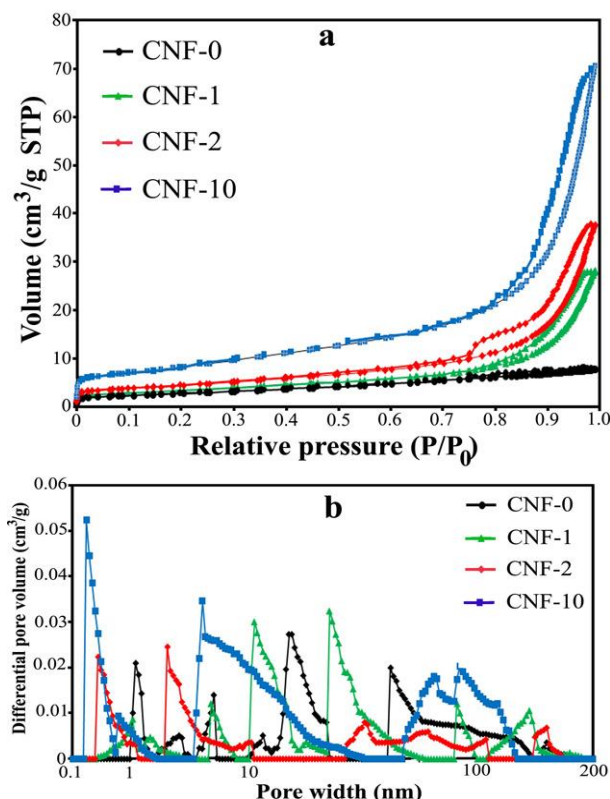 a
CNF-0
CNF-1
CNF-2
CNF-10
Volume (cm³/g STP)
80
70
60
50
40
30
20
10
0
0 0.1 0.2 0.3 0.4 0.5 0.6 0.7 0.8 0.9 1.0
Relative pressure (P/P₀)
b
CNF-0
CNF-1
CNF-2
CNF-10
Differential pore volume (cm³/g)
0.06
0.05
0.04
0.03
0.02
0.01
0
0.1 1 10 100 200
Pore width (nm)